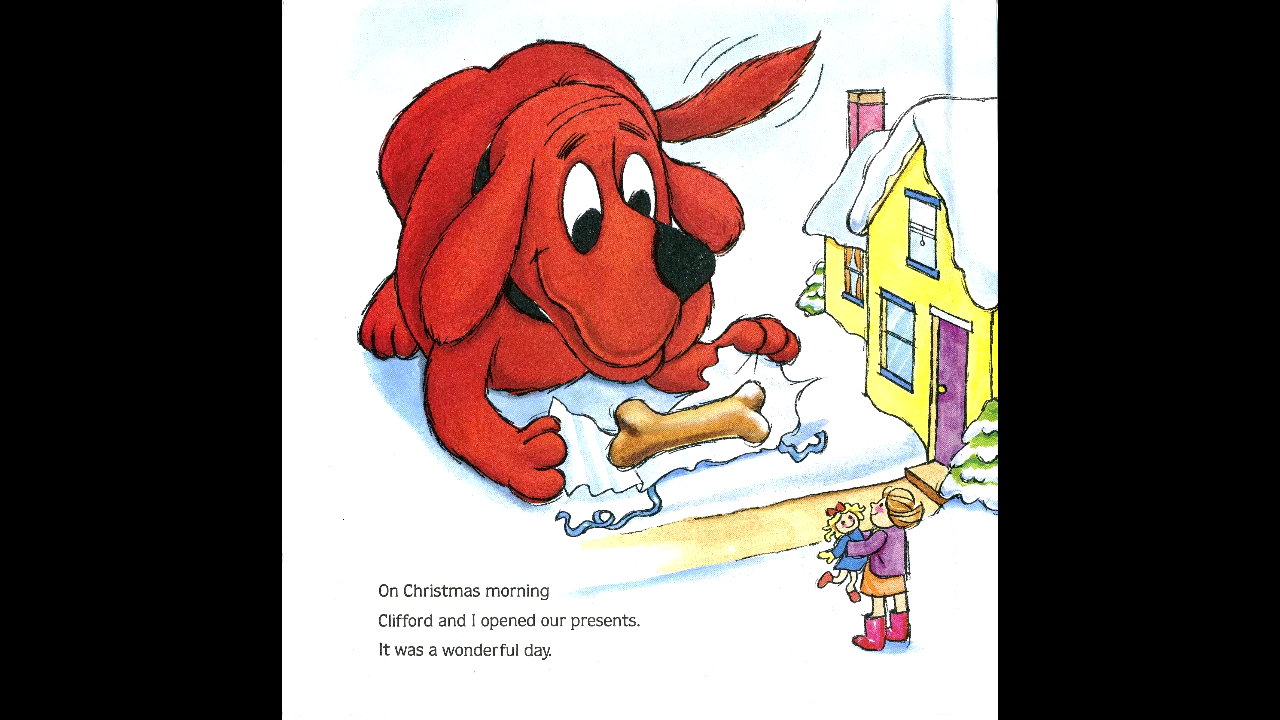 On Christmas morning
Clifford and I opened our presents.
It was a wonderful day.